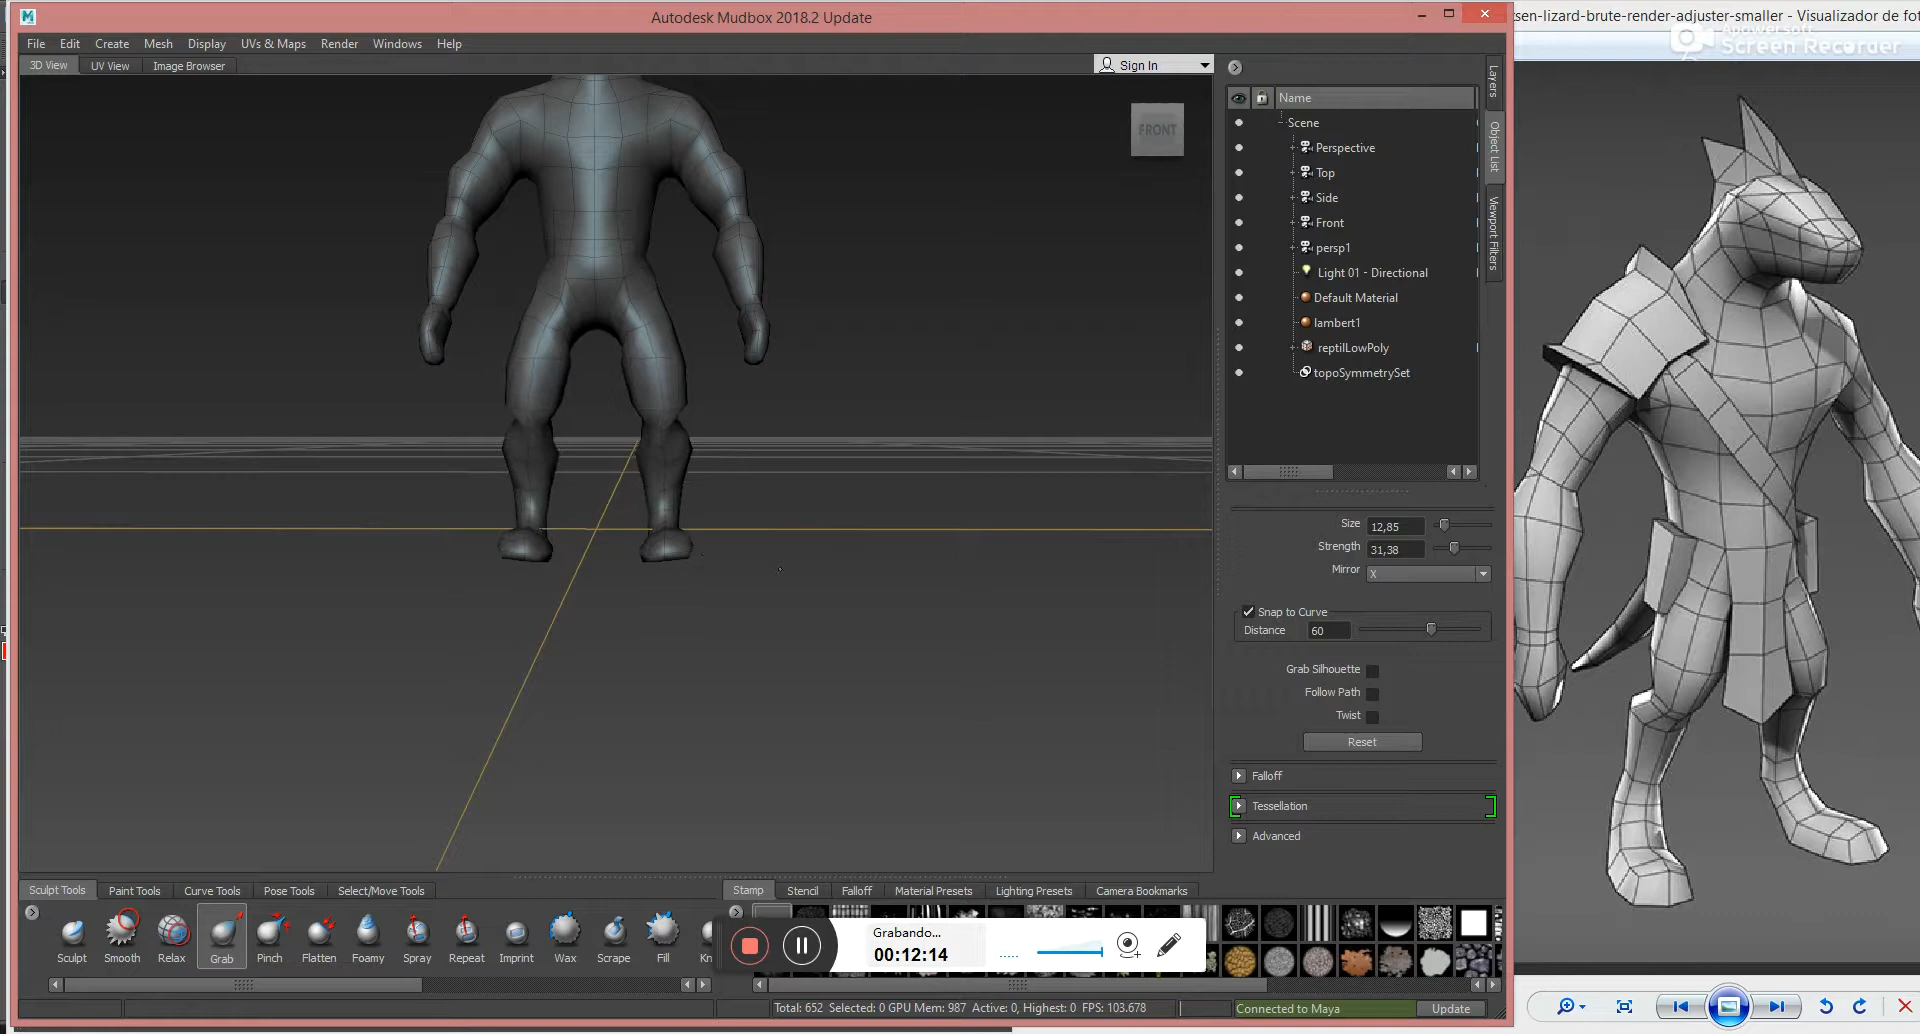 Autodesk Mudbox 2018.2 Update
sen-lizard-brute-render-adjuster-smaller - Visualizador de fot
Apowersoft
Screen Recorder
File Edit Create Mesh Display UVs & Maps Render Windows Help
3D View UV View Image Browser
Sign In
FRONT
Name
Scene
Perspective
Top
Side
Front
persp1
Light 01 - Directional
Default Material
lambert1
reptilLowPoly
topoSymmetrySet
Layers
Object List
Viewport Filters
Size 12,85
Strength 31,38
Mirror X
Snap to Curve
Distance 60
Grab Silhouette
Follow Path
Twist
Reset
Falloff
Tessellation
Advanced
Sculpt Tools Paint Tools Curve Tools Pose Tools Select/Move Tools
Stamp Stencil Falloff Material Presets Lighting Presets Camera Bookmarks
Sculpt Smooth Relax Grab Pinch Flatten Foamy Spray Repeat Imprint Wax Scrape Fill Kn
Grabando...
00:12:14
Total: 652 Selected: 0 GPU Mem: 987 Active: 0, Highest: 0 FPS: 103.678
Connected to Maya
Update